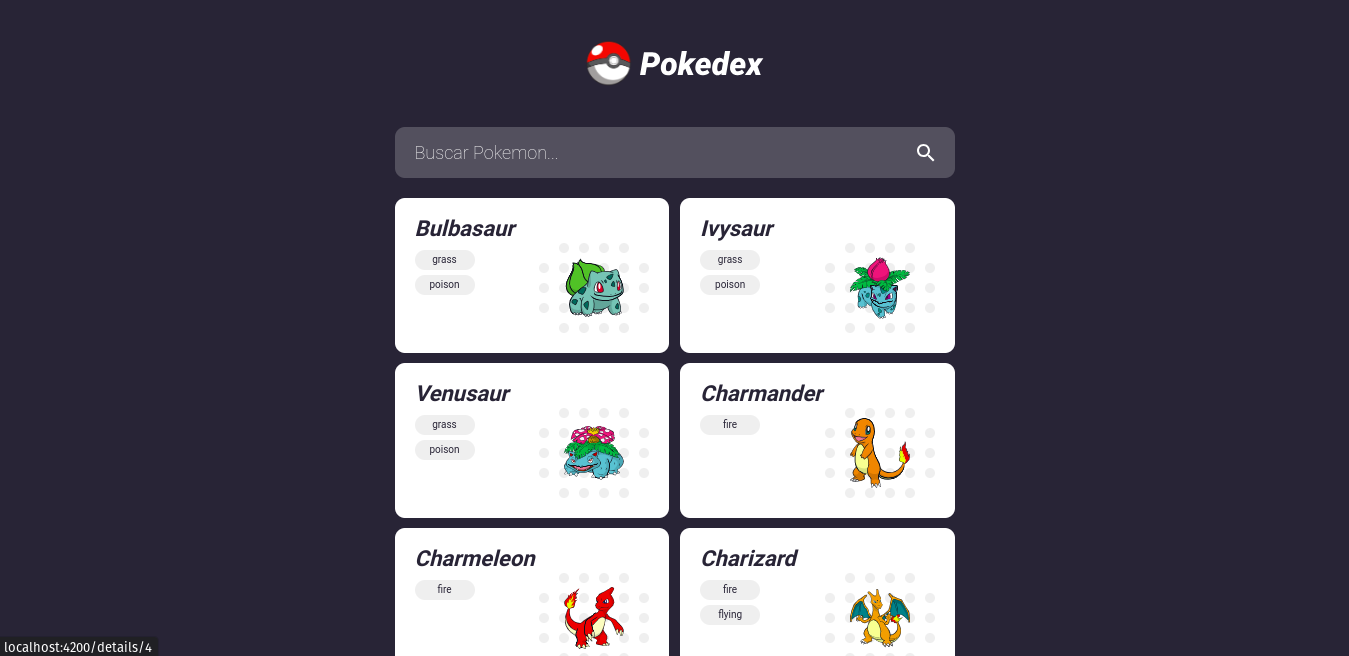 Pokedex
Buscar Pokemon...
Bulbasaur
grass
poison
Ivysaur
grass
poison
Venusaur
grass
poison
Charmander
fire
Charmeleon
fire
Charizard
fire
flying
localhost:4200/details/4